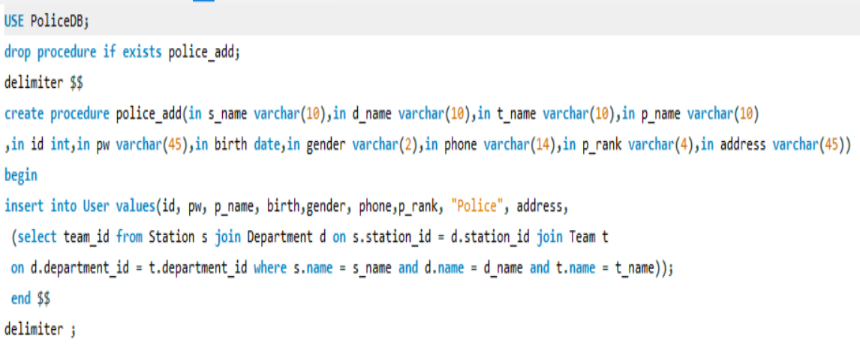 USE PoliceDB;
drop procedure if exists police_add;
delimiter $$
create procedure police_add(in s_name varchar(10),in d_name varchar(10),in t_name varchar(10),in p_name varchar(10)
,in id int,in pw varchar(45),in birth date,in gender varchar(2),in phone varchar(14),in p_rank varchar(4),in address varchar(45))
begin
insert into User values(id, pw, p_name, birth,gender, phone,p_rank, "Police", address,
(select team_id from Station s join Department d on s.station_id = d.station_id join Team t
on d.department_id = t.department_id where s.name = s_name and d.name = d_name and t.name = t_name));
end $$
delimiter ;